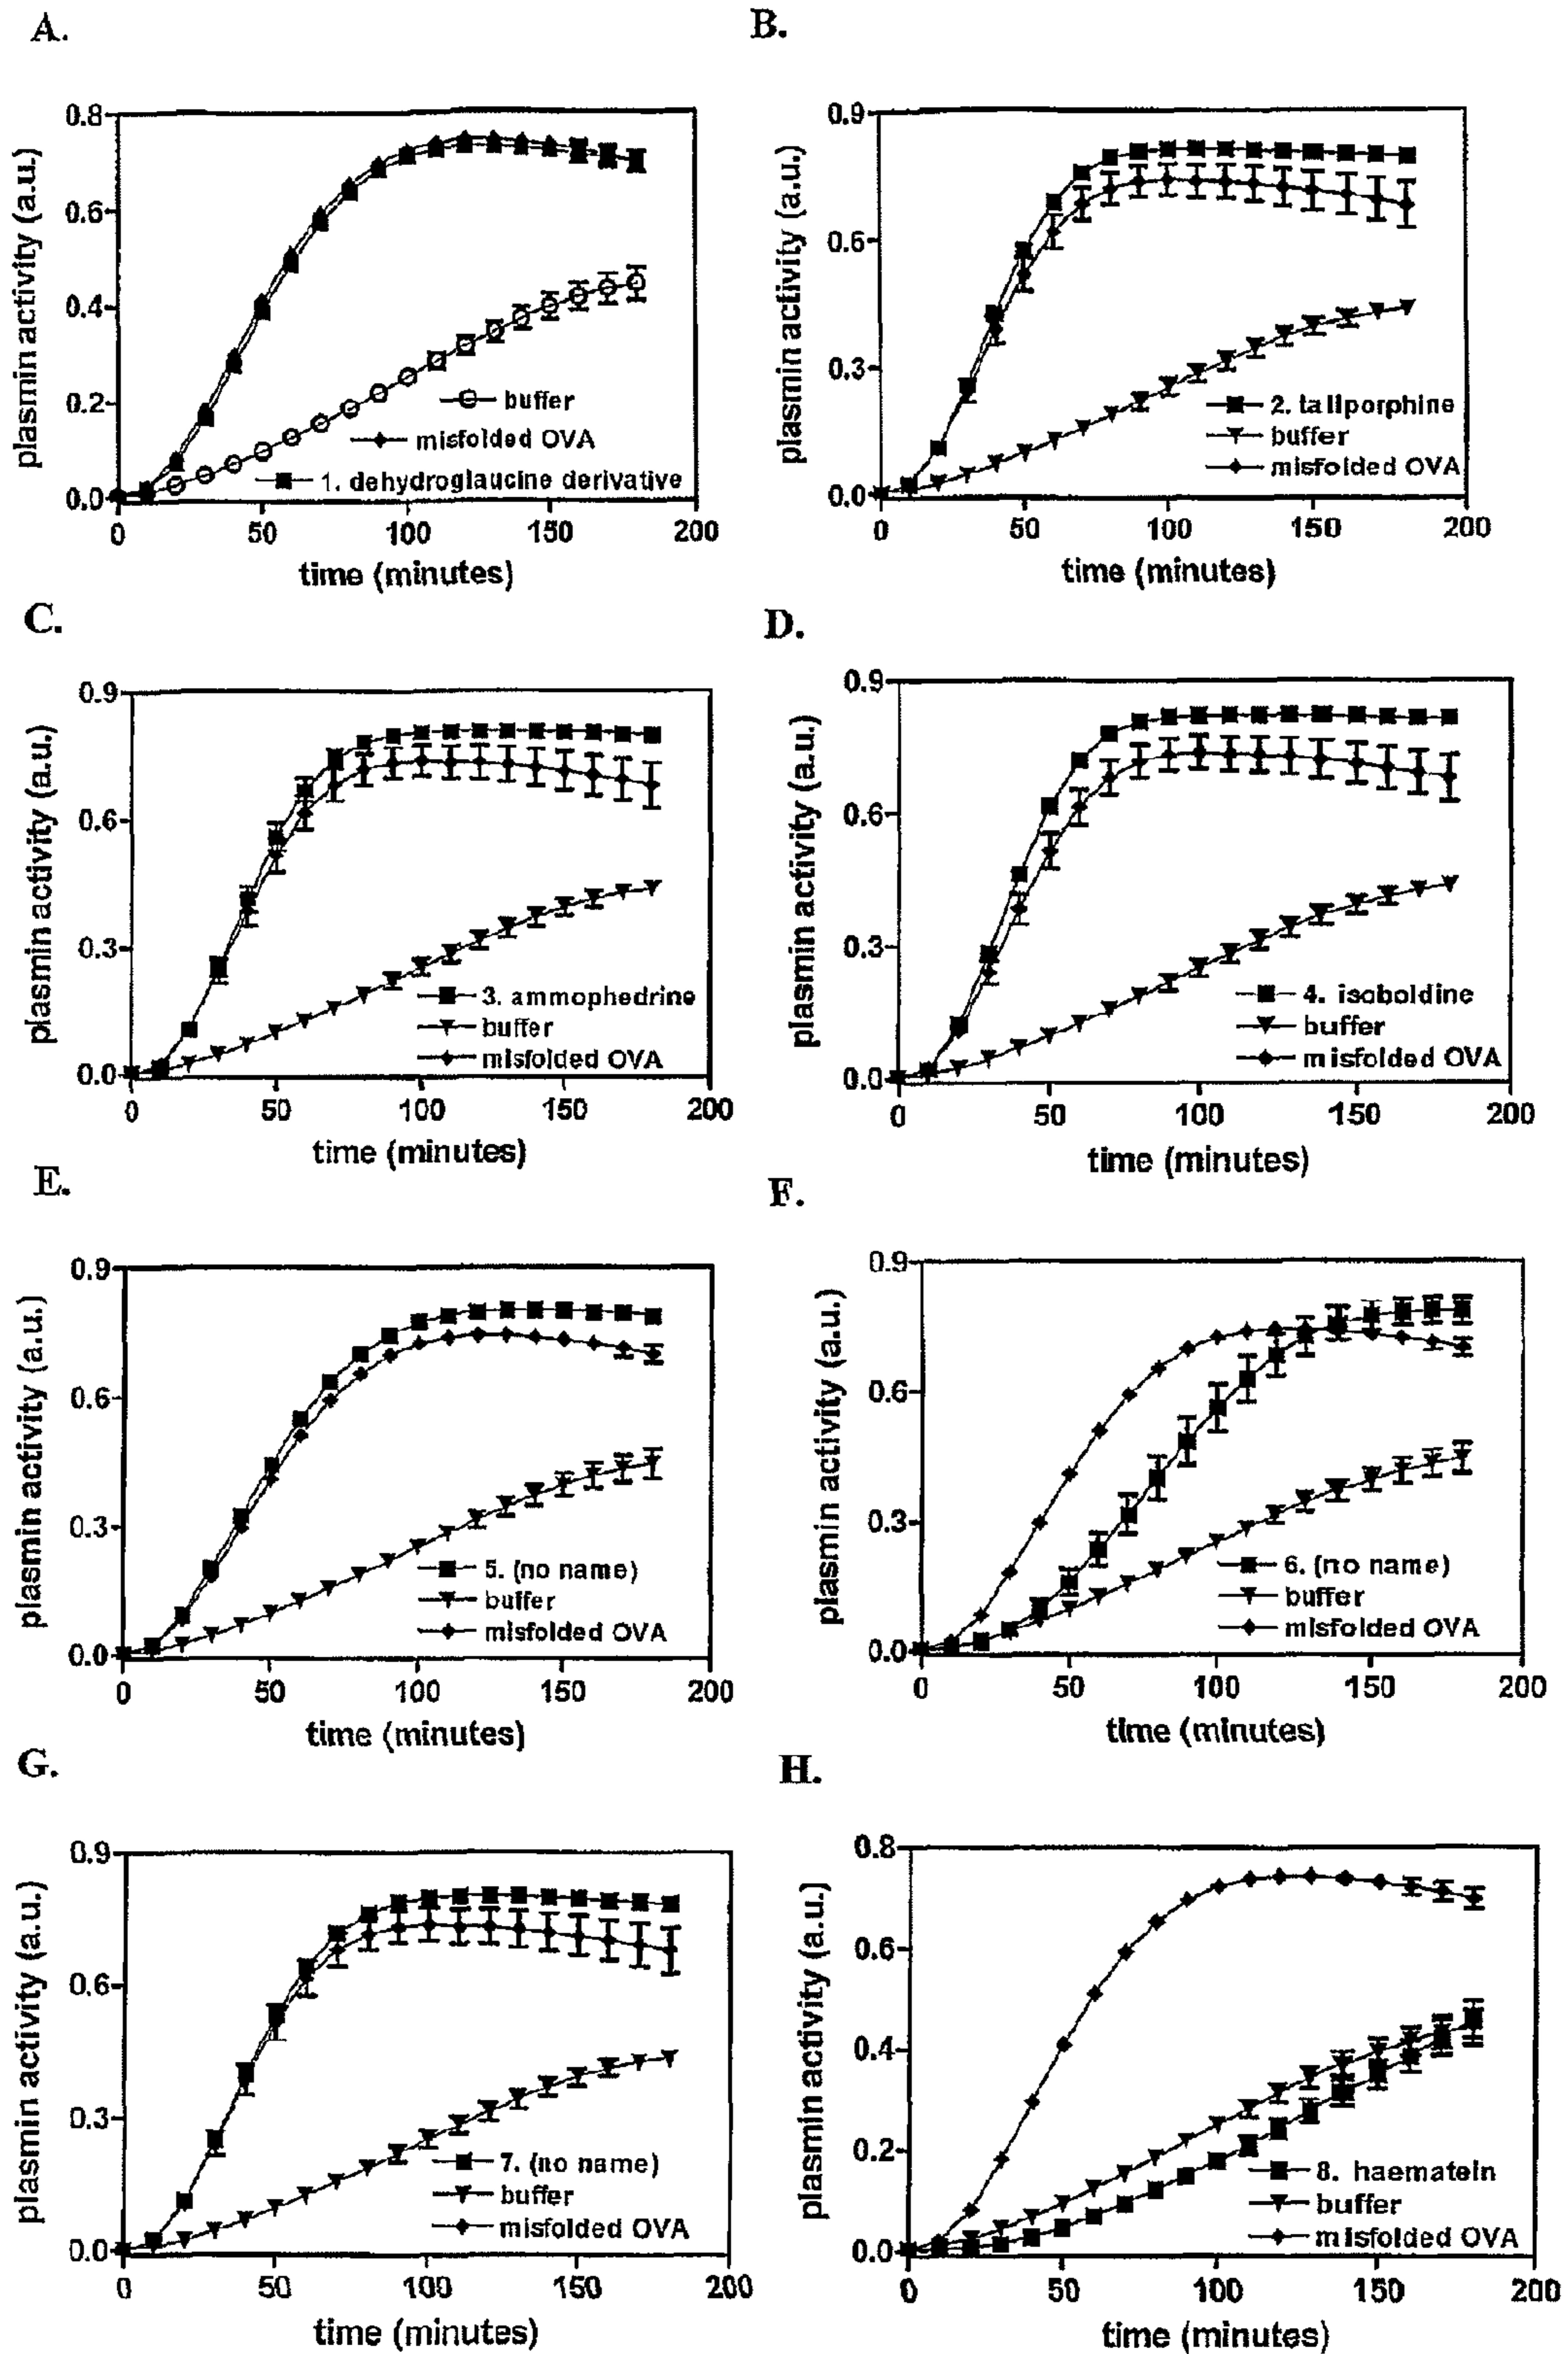 A.
plasmin activity (a.u.)
0.8
0.6
0.4
0.2
0.0
buffer
misfolded OVA
1. dehydroglaucine derivative
0 50 100 150 200
time (minutes)
B.
plasmin activity (a.u.)
0.9
0.6
0.3
0.0
2. taliporphine
buffer
misfolded OVA
0 50 100 150 200
time (minutes)
C.
plasmin activity (a.u.)
0.9
0.6
0.3
0.0
3. ammophedrine
buffer
misfolded OVA
0 50 100 150 200
time (minutes)
D.
plasmin activity (a.u.)
0.9
0.6
0.3
0.0
4. isoboldine
buffer
misfolded OVA
0 50 100 150 200
time (minutes)
E.
plasmin activity (a.u.)
0.9
0.6
0.3
0.0
5. (no name)
buffer
misfolded OVA
0 50 100 150 200
time (minutes)
F.
plasmin activity (a.u.)
0.9
0.6
0.3
0.0
6. (no name)
buffer
misfolded OVA
0 50 100 150 200
time (minutes)
G.
plasmin activity (a.u.)
0.9
0.6
0.3
0.0
7. (no name)
buffer
misfolded OVA
0 50 100 150 200
time (minutes)
H.
plasmin activity (a.u.)
0.8
0.6
0.4
0.2
0.0
8. haematein
buffer
misfolded OVA
0 50 100 150 200
time (minutes)